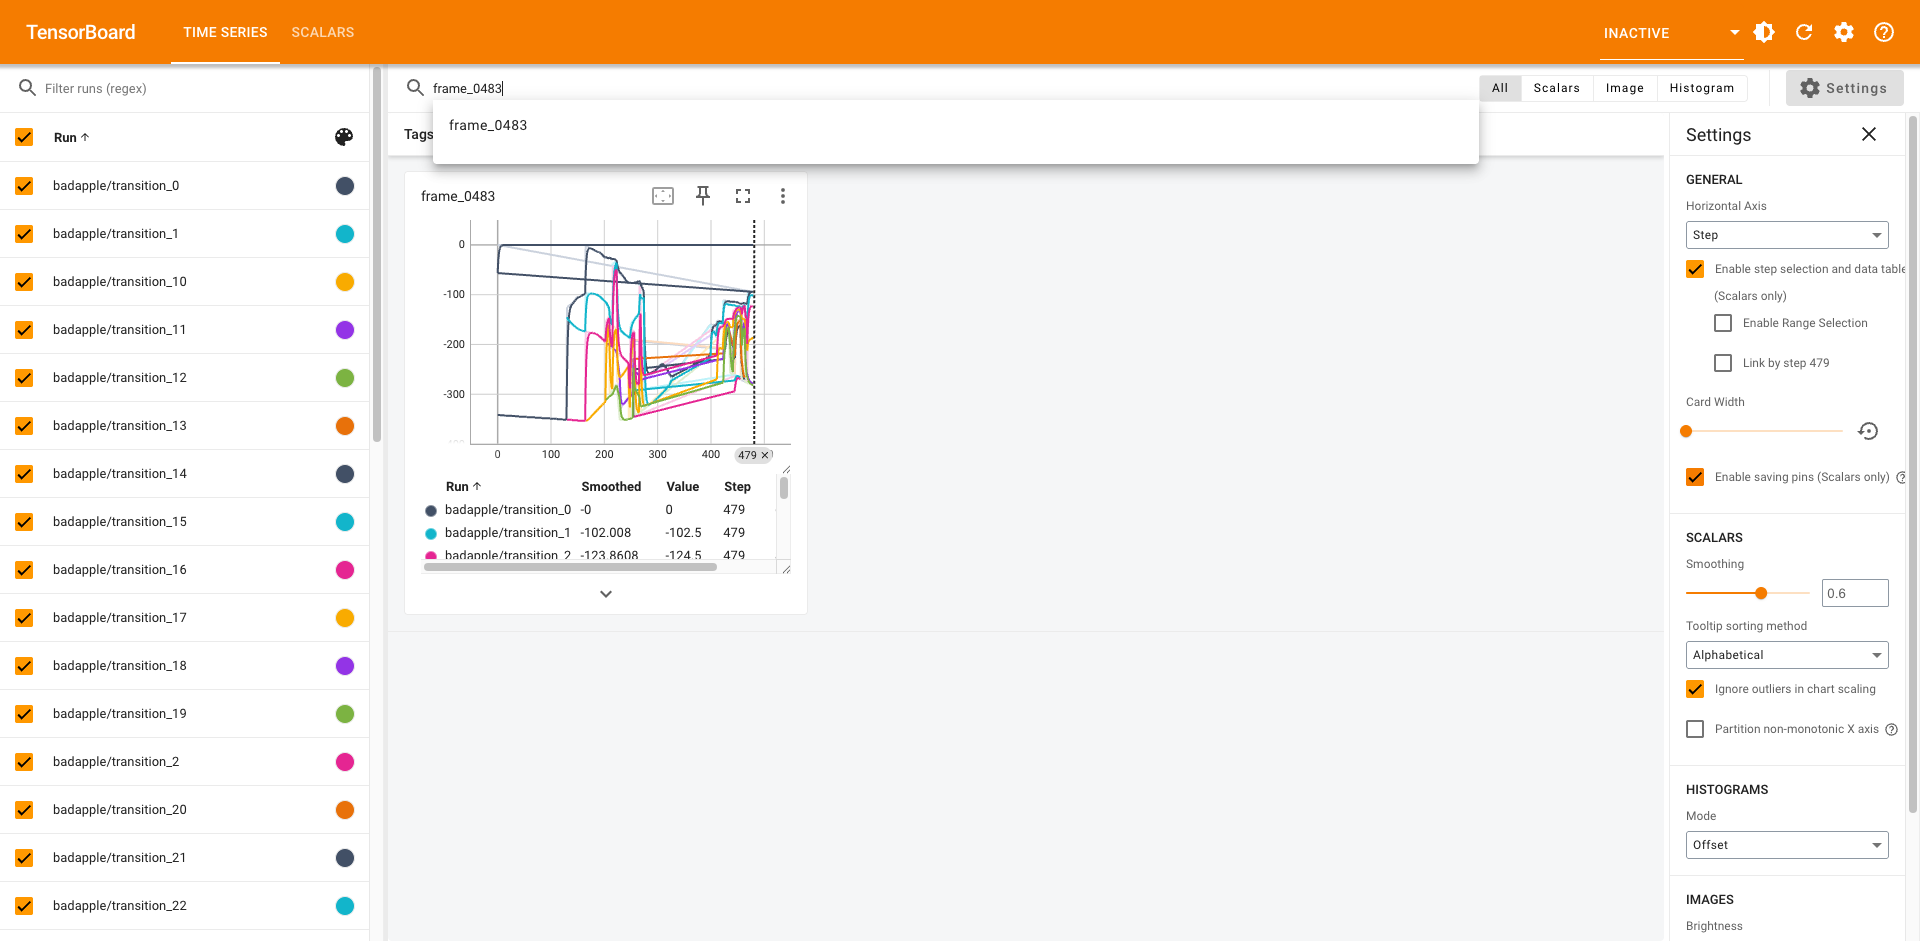 TensorBoard
TIME SERIES
SCALARS
INACTIVE
Filter runs (regex)
Run
badapple/transition_0
badapple/transition_1
badapple/transition_10
badapple/transition_11
badapple/transition_12
badapple/transition_13
badapple/transition_14
badapple/transition_15
badapple/transition_16
badapple/transition_17
badapple/transition_18
badapple/transition_19
badapple/transition_2
badapple/transition_20
badapple/transition_21
badapple/transition_22
frame_0483
All Scalars Image Histogram
Settings
frame_0483
Tags
frame_0483
0
-100
-200
-300
0 100 200 300 400 479
Run Smoothed Value Step
badapple/transition_0 -0 0 479
badapple/transition_1 -102.008 -102.5 479
badapple/transition_2 -123.8608 -124.5 479
Settings
GENERAL
Horizontal Axis
Step
Enable step selection and data table
(Scalars only)
Enable Range Selection
Link by step 479
Card Width
Enable saving pins (Scalars only)
SCALARS
Smoothing
0.6
Tooltip sorting method
Alphabetical
Ignore outliers in chart scaling
Partition non-monotonic X axis
HISTOGRAMS
Mode
Offset
IMAGES
Brightness